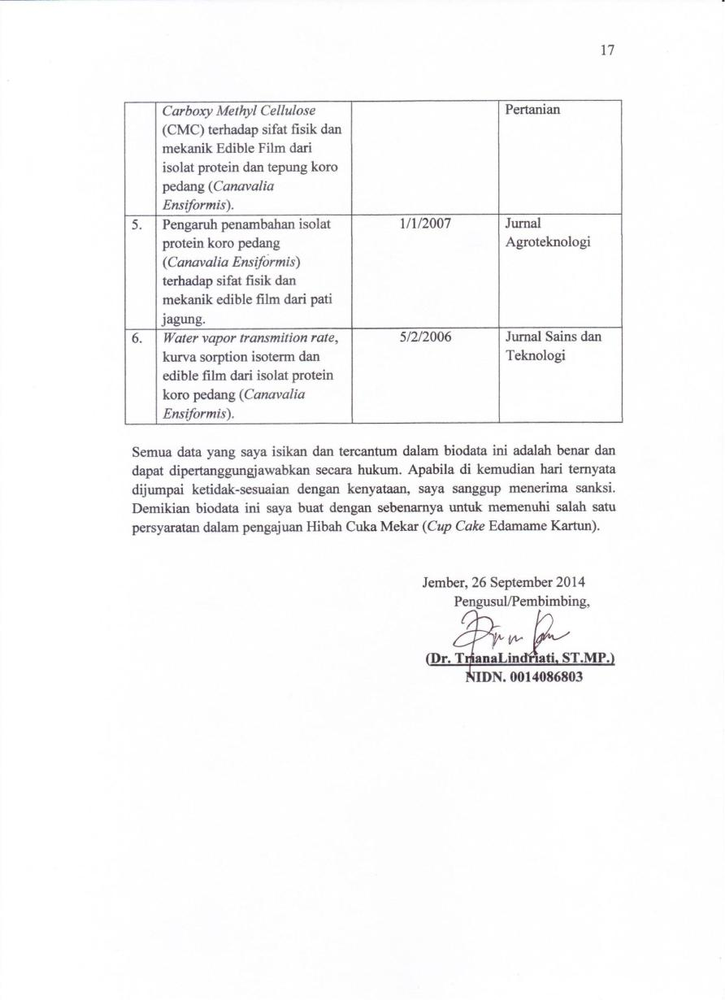 17
Carboxy Methyl Cellulose
(CMC) terhadap sifat fisik dan
mekanik Edible Film dari
isolat protein dan tepung koro
pedang (Canavalia
Ensiformis).
Pertanian
5.
Pengaruh penambahan isolat
protein koro pedang
(Canavalia Ensiformis)
terhadap sifat fisik dan
mekanik edible film dari pati
jagung.
1/1/2007
Jurnal
Agroteknologi
6.
Water vapor transmition rate,
kurva sorption isoterm dan
edible film dari isolat protein
koro pedang (Canavalia
Ensiformis).
5/2/2006
Jurnal Sains dan
Teknologi
Semua data yang saya isikan dan tercantum dalam biodata ini adalah benar dan
dapat dipertanggungjawabkan secara hukum. Apabila di kemudian hari ternyata
dijumpai ketidak-sesuaian dengan kenyataan, saya sanggup menerima sanksi.
Demikian biodata ini saya buat dengan sebenarnya untuk memenuhi salah satu
persyaratan dalam pengajuan Hibah Cuka Mekar (Cup Cake Edamame Kartun).
Jember, 26 September 2014
Pengusul/Pembimbing,
(Dr. TrianaLindriati, ST.MP.)
NIDN. 0014086803